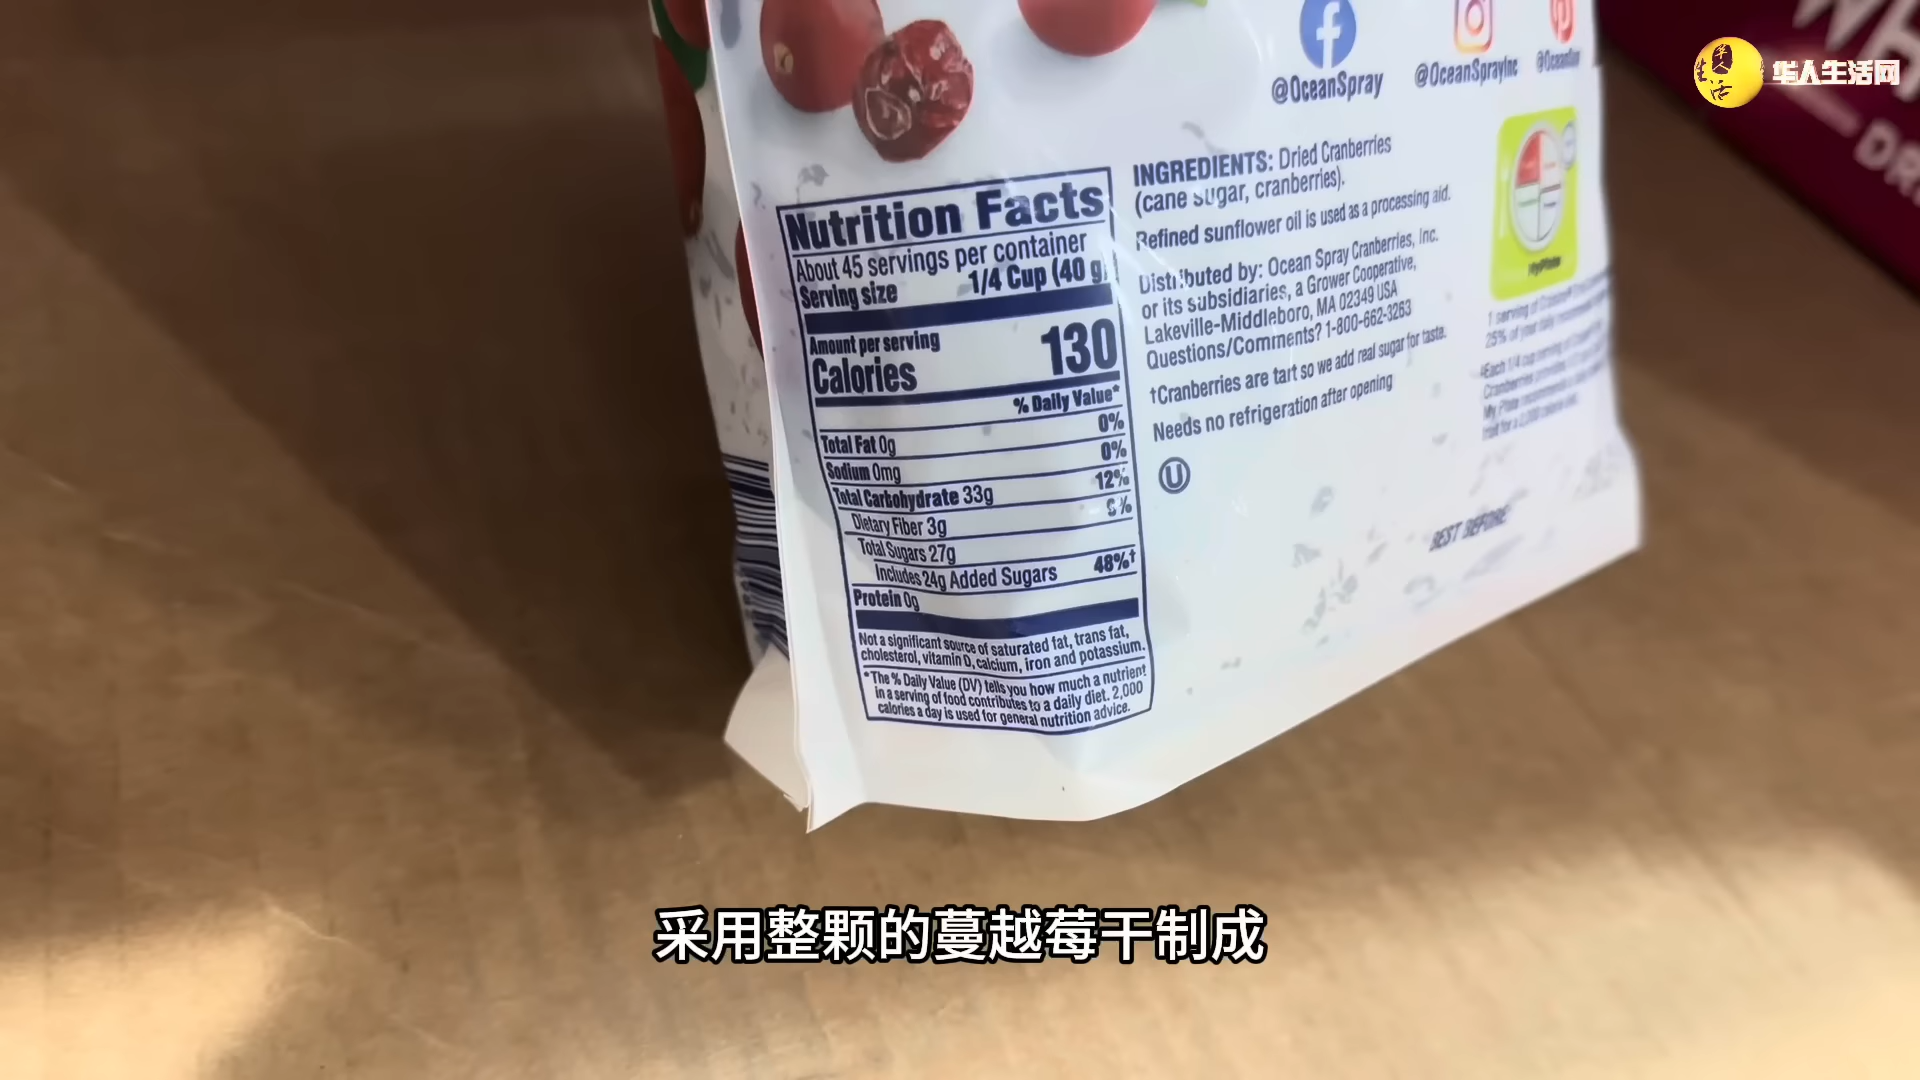 @OceanSpray
@OceanSprayInc
華人生活
华人生活网
INGREDIENTS: Dried Cranberries
(cane sugar, cranberries).
Refined sunflower oil is used as a processing aid.
Distributed by: Ocean Spray Cranberries, Inc.
or its subsidiaries, a Grower Cooperative,
Lakeville-Middleboro, MA 02349 USA
Questions/Comments? 1-800-662-3263
†Cranberries are tart so we add real sugar for taste.
Needs no refrigeration after opening
U
BEST BEFORE
MyPlate
Nutrition Facts
About 45 servings per container
Serving size 1/4 Cup (40 g)
Amount per serving
Calories 130
% Daily Value*
Total Fat 0g 0%
Sodium 0mg 0%
Total Carbohydrate 33g 12%
Dietary Fiber 3g
Total Sugars 27g
Includes 24g Added Sugars 48%†
Protein 0g
Not a significant source of saturated fat, trans fat,
cholesterol, vitamin D, calcium, iron and potassium.
*The % Daily Value (DV) tells you how much a nutrient
in a serving of food contributes to a daily diet. 2,000
calories a day is used for general nutrition advice.
采用整颗的蔓越莓干制成